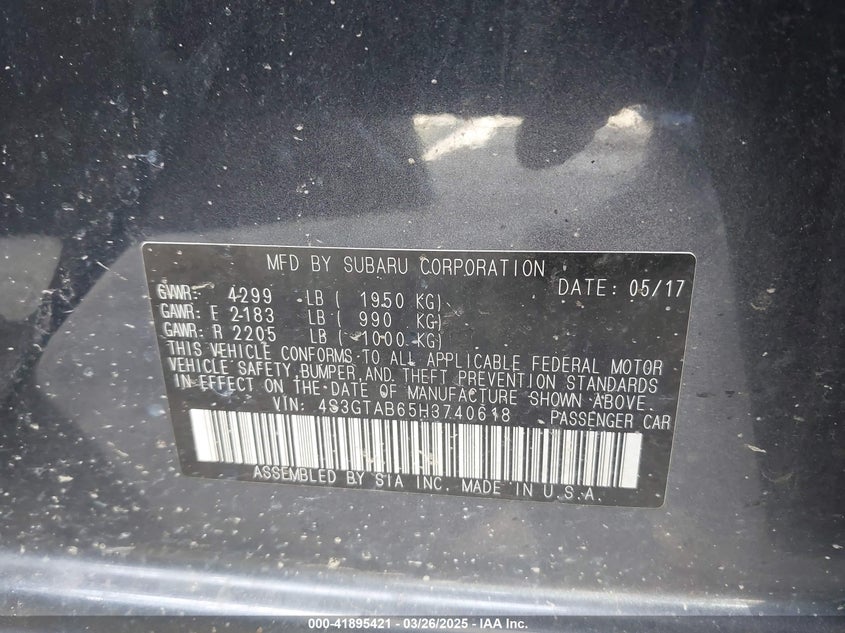 MFD BY SUBARU CORPORATION
DATE: 05/17
GVWR: 4299 LB ( 1950 KG)
GAWR: F 2183 LB ( 990 KG)
GAWR: R 2205 LB ( 1000 KG)
THIS VEHICLE CONFORMS TO ALL APPLICABLE FEDERAL MOTOR
VEHICLE SAFETY, BUMPER, AND THEFT PREVENTION STANDARDS
IN EFFECT ON THE DATE OF MANUFACTURE SHOWN ABOVE.
VIN: 4S3GTAB65H3740618 PASSENGER CAR
ASSEMBLED BY SIA INC. MADE IN U.S.A.
000-41895421 - 03/26/2025 - IAA Inc.